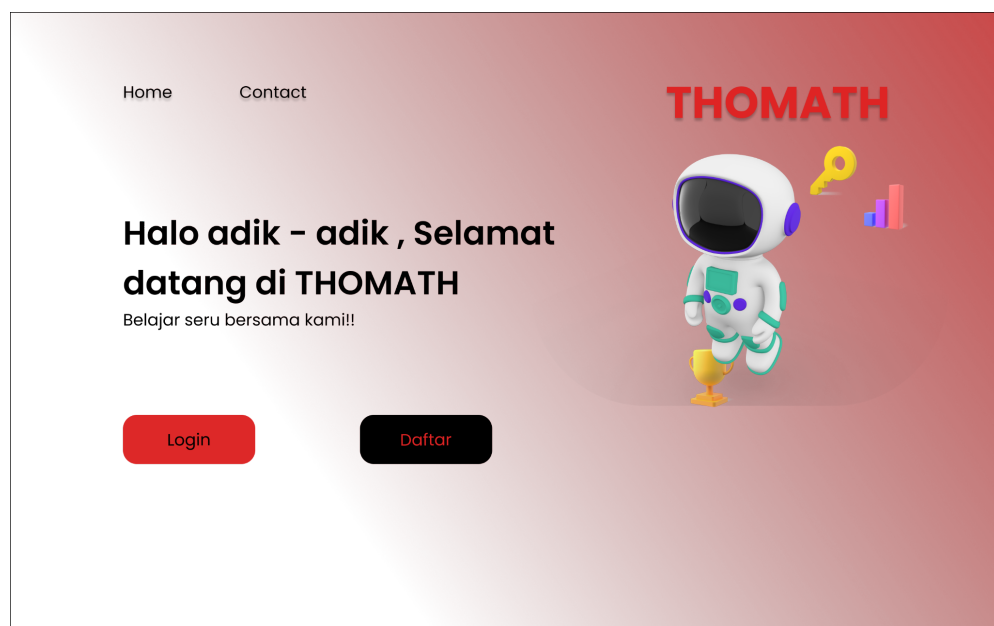 Home
Contact
THOMATH
Halo adik - adik , Selamat
datang di THOMATH
Belajar seru bersama kami!!
Login
Daftar